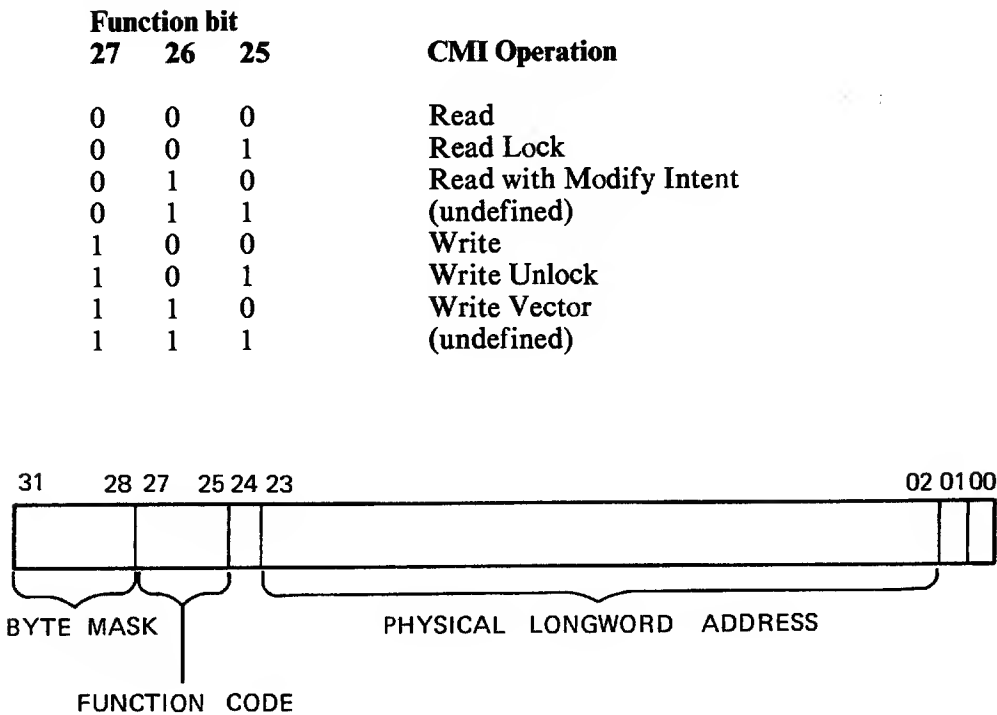 Function bit
27 26 25 CMI Operation
0 0 0 Read
0 0 1 Read Lock
0 1 0 Read with Modify Intent
0 1 1 (undefined)
1 0 0 Write
1 0 1 Write Unlock
1 1 0 Write Vector
1 1 1 (undefined)
31 28 27 25 24 23 02 01 00
BYTE MASK PHYSICAL LONGWORD ADDRESS
FUNCTION CODE